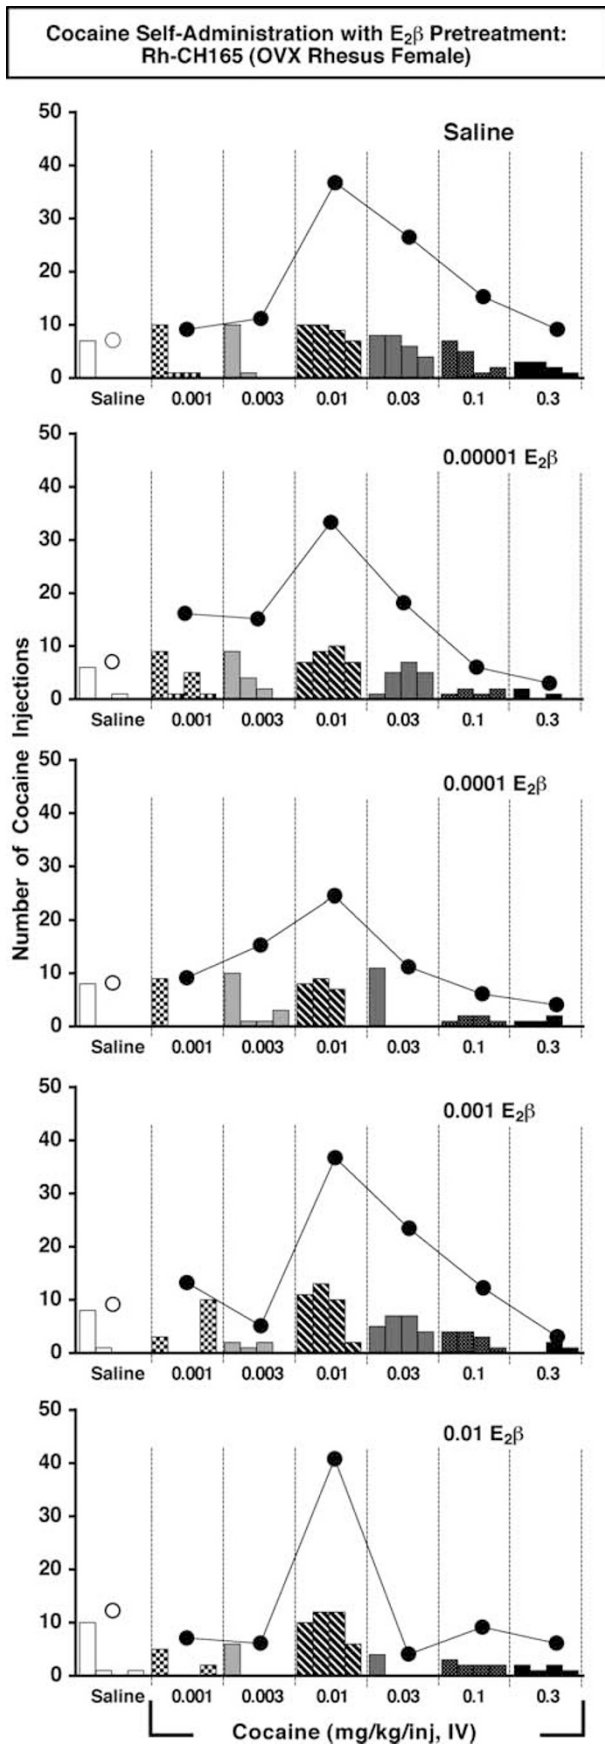 Cocaine Self-Administration with E₂β Pretreatment:
Rh-CH165 (OVX Rhesus Female)
Number of Cocaine Injections
Saline
50
40
30
20
10
0
Saline 0.001 0.003 0.01 0.03 0.1 0.3
0.00001 E₂β
50
40
30
20
10
0
Saline 0.001 0.003 0.01 0.03 0.1 0.3
0.0001 E₂β
50
40
30
20
10
0
Saline 0.001 0.003 0.01 0.03 0.1 0.3
0.001 E₂β
50
40
30
20
10
0
Saline 0.001 0.003 0.01 0.03 0.1 0.3
0.01 E₂β
50
40
30
20
10
0
Saline 0.001 0.003 0.01 0.03 0.1 0.3
Cocaine (mg/kg/inj, IV)